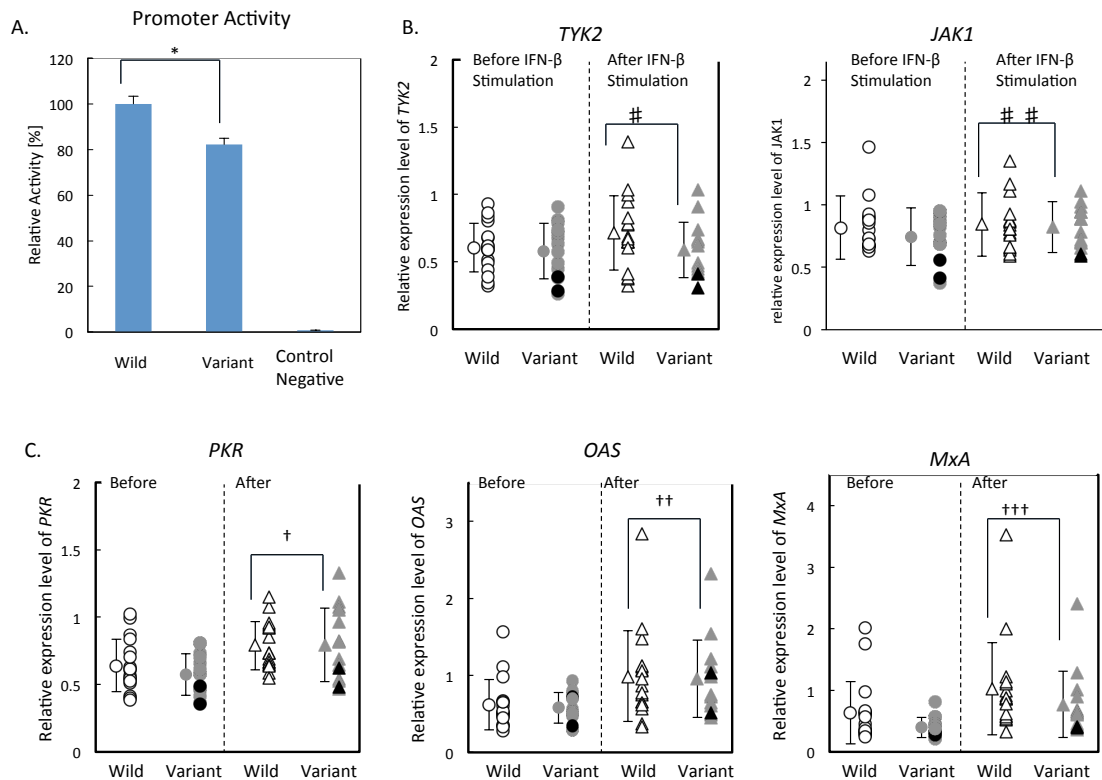 A.
Promoter Activity
*
120
100
80
60
40
20
0
Relative Activity [%]
Wild
Variant
Control
Negative
B.
TYK2
Before IFN-β
Stimulation
After IFN-β
Stimulation
2
1.5
1
0.5
0
Relative expression level of TYK2
#
Wild
Variant
Wild
Variant
JAK1
Before IFN-β
Stimulation
After IFN-β
Stimulation
2
1.5
1
0.5
0
relative expression level of JAK1
# #
Wild
Variant
Wild
Variant
C.
PKR
Before
After
2
1.5
1
0.5
0
Relative expression level of PKR
†
Wild
Variant
Wild
Variant
OAS
Before
After
3
2
1
0
Relative expression level of OAS
††
Wild
Variant
Wild
Variant
MxA
Before
After
4
3
2
1
0
Relative expression level of MxA
†††
Wild
Variant
Wild
Variant